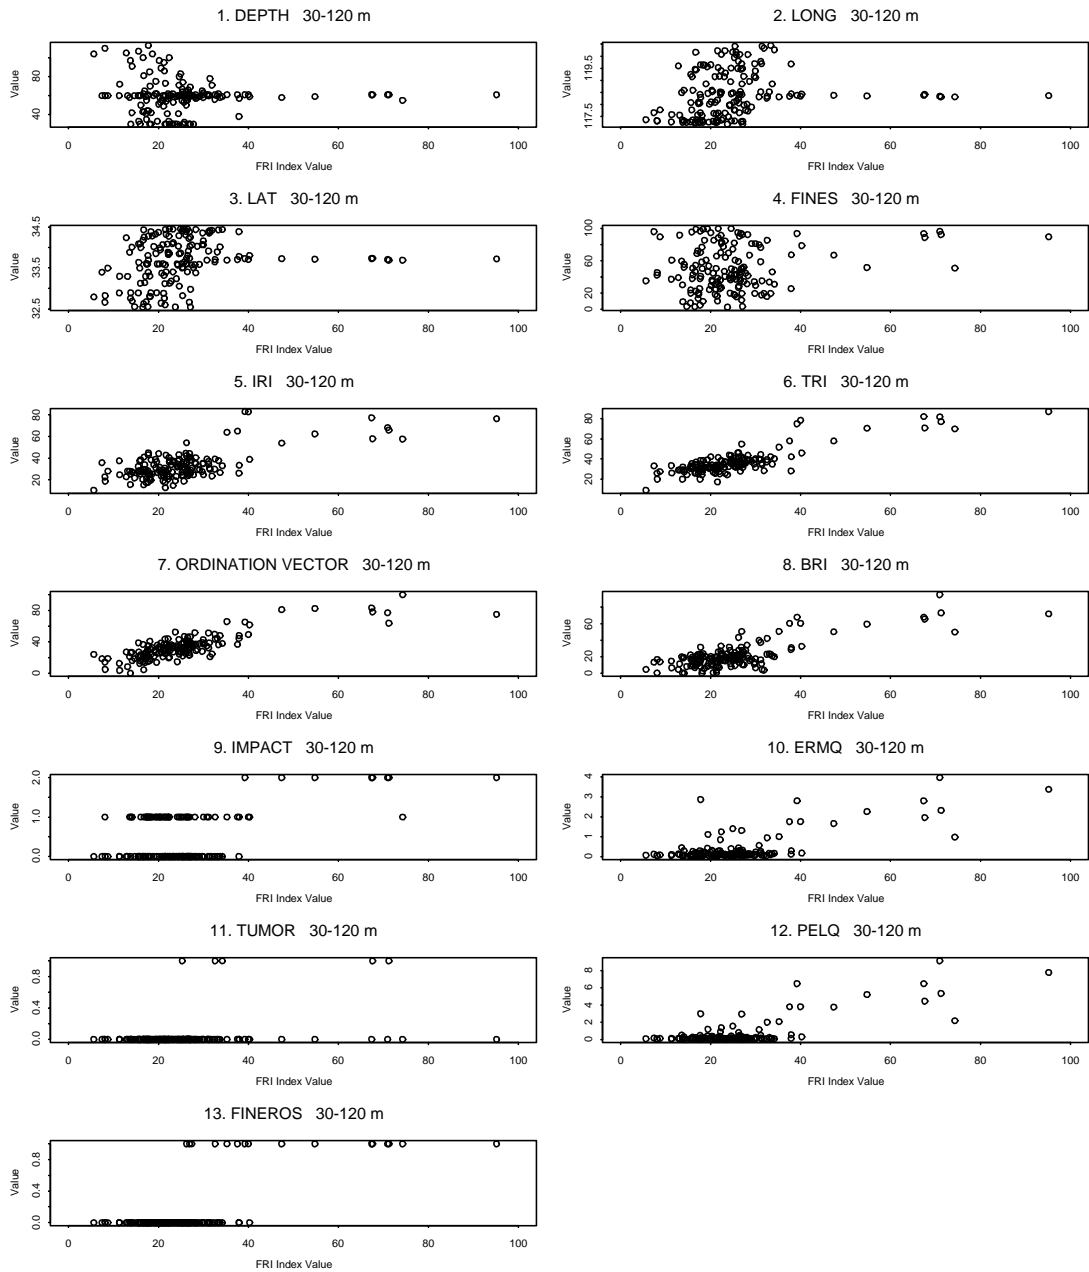 1. DEPTH 30-120 m
Value
40
80
0 20 40 60 80 100
FRI Index Value
2. LONG 30-120 m
Value
117.5
119.5
0 20 40 60 80 100
FRI Index Value
3. LAT 30-120 m
Value
32.5
33.5
34.5
0 20 40 60 80 100
FRI Index Value
4. FINES 30-120 m
Value
0
20
60
100
0 20 40 60 80 100
FRI Index Value
5. IRI 30-120 m
Value
20
40
60
80
0 20 40 60 80 100
FRI Index Value
6. TRI 30-120 m
Value
20
40
60
80
0 20 40 60 80 100
FRI Index Value
7. ORDINATION VECTOR 30-120 m
Value
0
40
80
0 20 40 60 80 100
FRI Index Value
8. BRI 30-120 m
Value
0
20
60
0 20 40 60 80 100
FRI Index Value
9. IMPACT 30-120 m
Value
0.0
1.0
2.0
0 20 40 60 80 100
FRI Index Value
10. ERMQ 30-120 m
Value
0
1
2
3
4
0 20 40 60 80 100
FRI Index Value
11. TUMOR 30-120 m
Value
0.0
0.4
0.8
0 20 40 60 80 100
FRI Index Value
12. PELQ 30-120 m
Value
0
2
4
6
8
0 20 40 60 80 100
FRI Index Value
13. FINEROS 30-120 m
Value
0.0
0.4
0.8
0 20 40 60 80 100
FRI Index Value